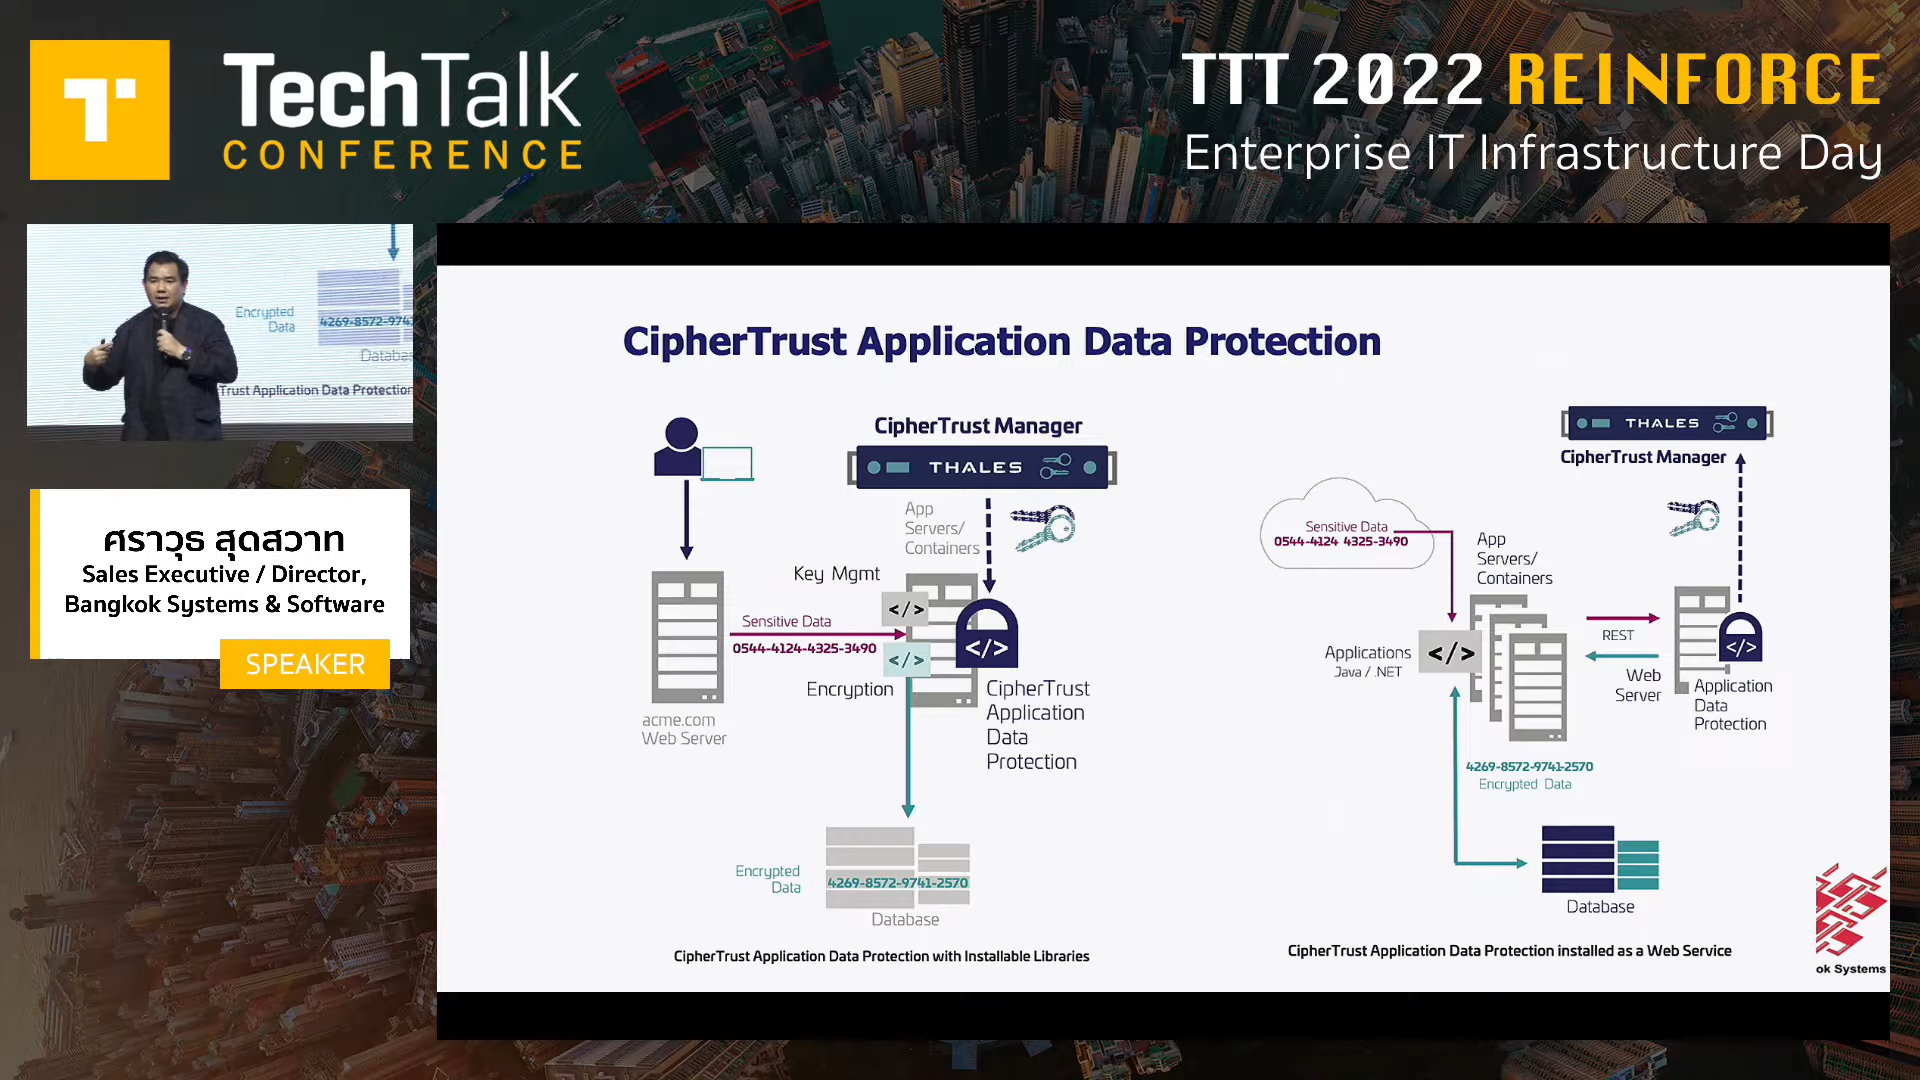 TechTalk
CONFERENCE
TTT 2022 REINFORCE
Enterprise IT Infrastructure Day
Encrypted
Data
4269-8572-974
Databas
Trust Application Data Protection
ศราวุธ สุดสวาท
Sales Executive / Director,
Bangkok Systems & Software
SPEAKER
CipherTrust Application Data Protection
CipherTrust Manager
THALES
App
Servers/
Containers
Key Mgmt
</>
Sensitive Data
0544-4124-4325-3490
</>
</>
Encryption
CipherTrust
Application
Data
Protection
acme.com
Web Server
Encrypted
Data
4269-8572-9741-2570
Database
CipherTrust Application Data Protection with Installable Libraries
THALES
CipherTrust Manager
Sensitive Data
0544-4124 4325-3490
App
Servers/
Containers
Applications
Java / .NET
</>
REST
Web
Server
</>
Application
Data
Protection
4269-8572-9741-2570
Encrypted Data
Database
CipherTrust Application Data Protection installed as a Web Service
ok Systems